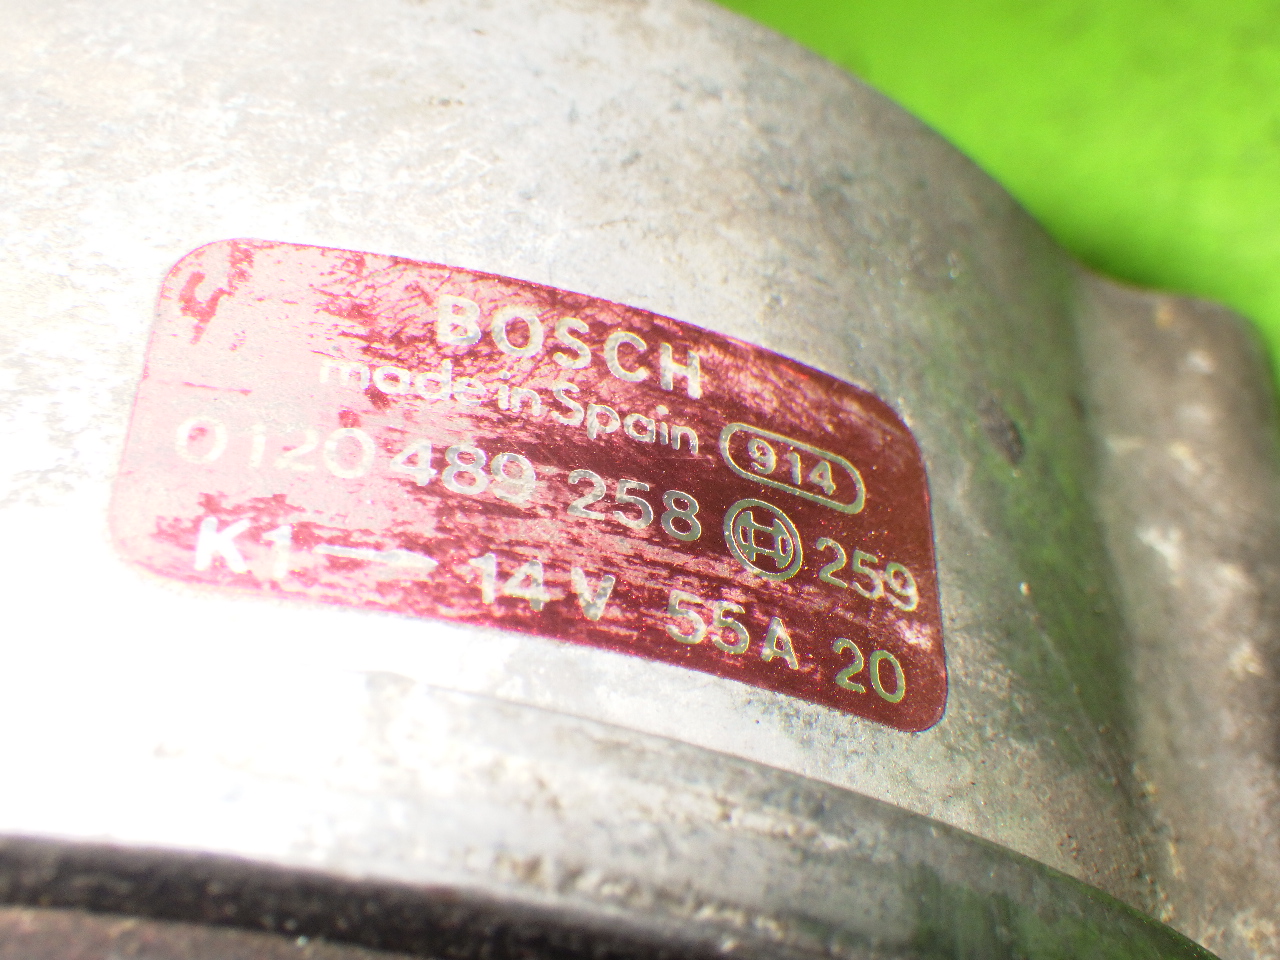 BOSCH
made in Spain 914
0 120 489 258 259
K1 → 14V 55A 20